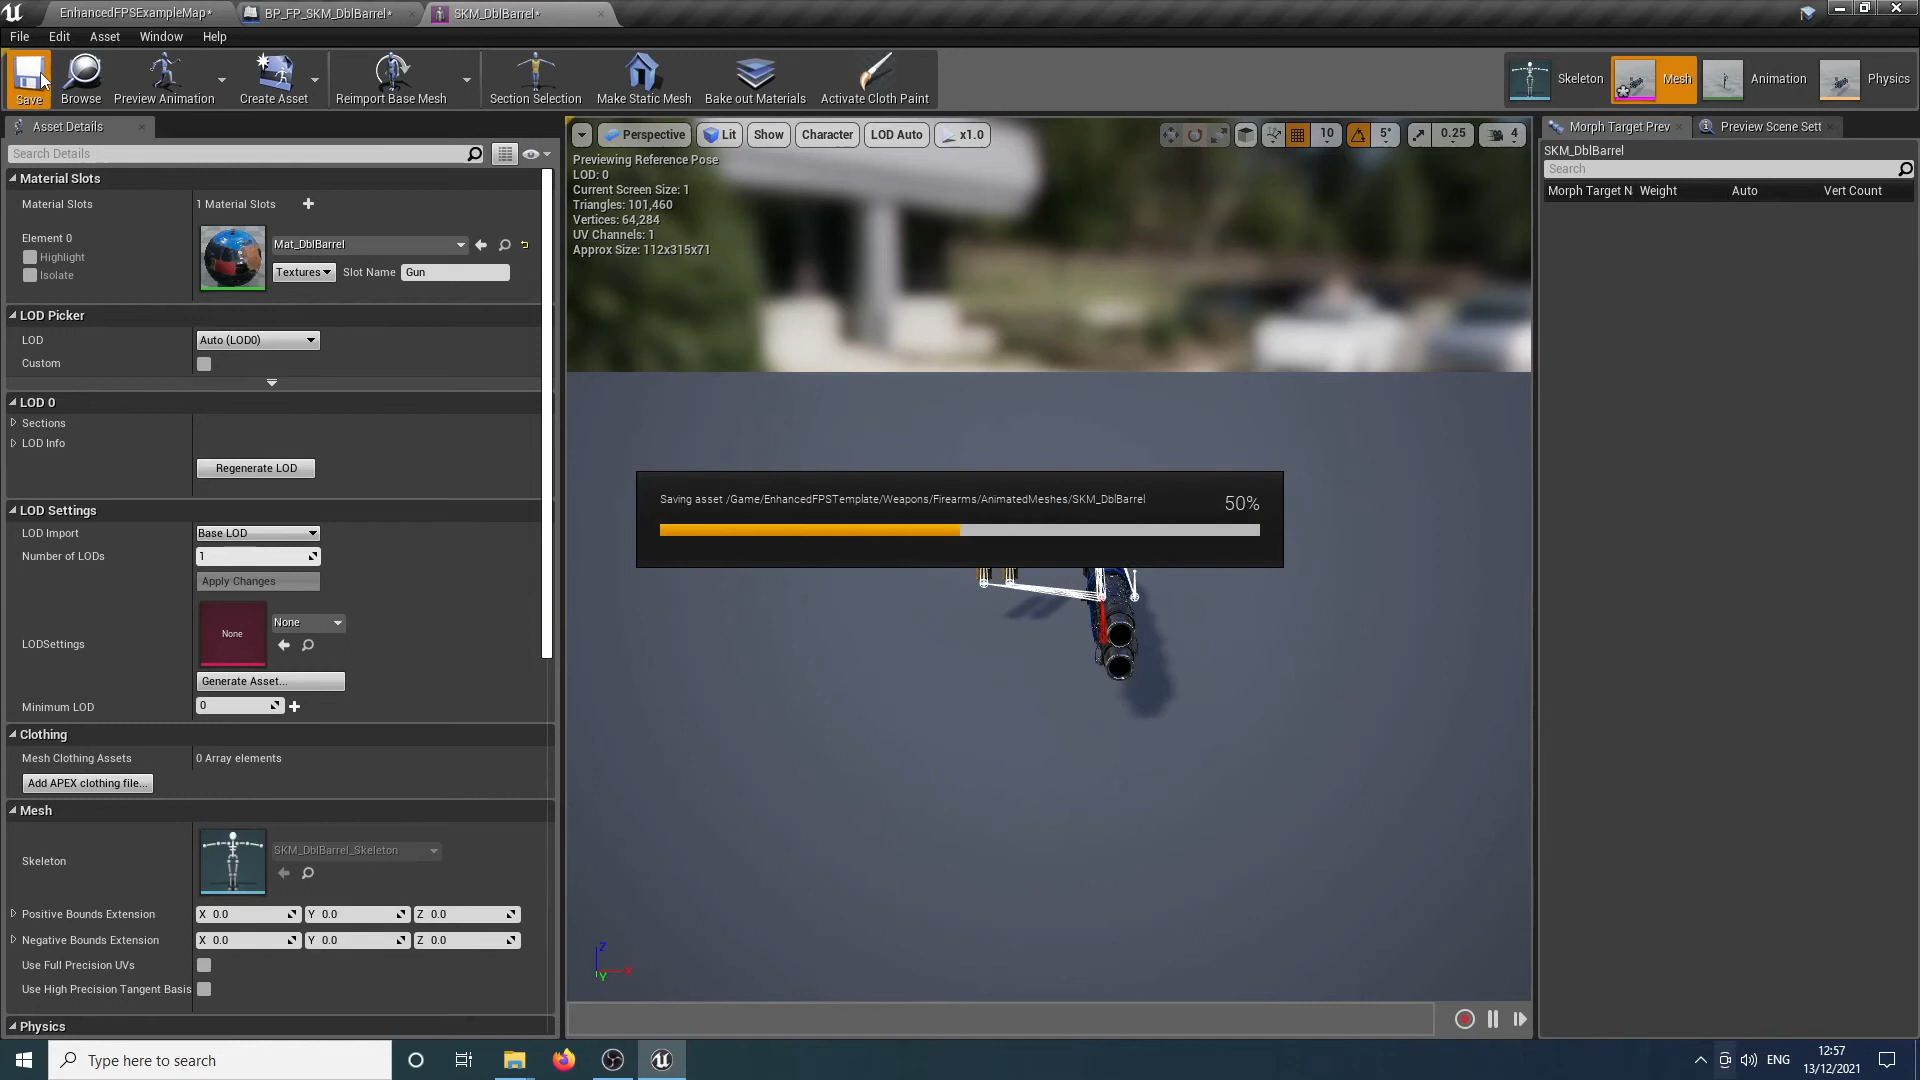 EnhancedFPSExampleMap*
BP_FP_SKM_DblBarrel*
SKM_DblBarrel*
File Edit Asset Window Help
Save Browse Preview Animation Create Asset Reimport Base Mesh Section Selection Make Static Mesh Bake out Materials Activate Cloth Paint
Skeleton Mesh Animation Physics
Asset Details
Search Details
Material Slots
Material Slots 1 Material Slots
Element 0
Highlight
Isolate
Mat_DblBarrel
Textures Slot Name Gun
LOD Picker
LOD Auto (LOD0)
Custom
LOD 0
Sections
LOD Info
Regenerate LOD
LOD Settings
LOD Import Base LOD
Number of LODs 1
Apply Changes
LODSettings
None
None
Generate Asset...
Minimum LOD 0
Clothing
Mesh Clothing Assets 0 Array elements
Add APEX clothing file...
Mesh
Skeleton SKM_DblBarrel_Skeleton
Positive Bounds Extension X 0.0 Y 0.0 Z 0.0
Negative Bounds Extension X 0.0 Y 0.0 Z 0.0
Use Full Precision UVs
Use High Precision Tangent Basis
Physics
Perspective Lit Show Character LOD Auto x1.0
10 5° 0.25 4
Previewing Reference Pose
LOD: 0
Current Screen Size: 1
Triangles: 101,460
Vertices: 64,284
UV Channels: 1
Approx Size: 112x315x71
Saving asset /Game/EnhancedFPSTemplate/Weapons/Firearms/AnimatedMeshes/SKM_DblBarrel 50%
Z
X
Y
Morph Target Prev Preview Scene Sett
SKM_DblBarrel
Search
Morph Target N Weight Auto Vert Count
Type here to search
ENG
12:57
13/12/2021